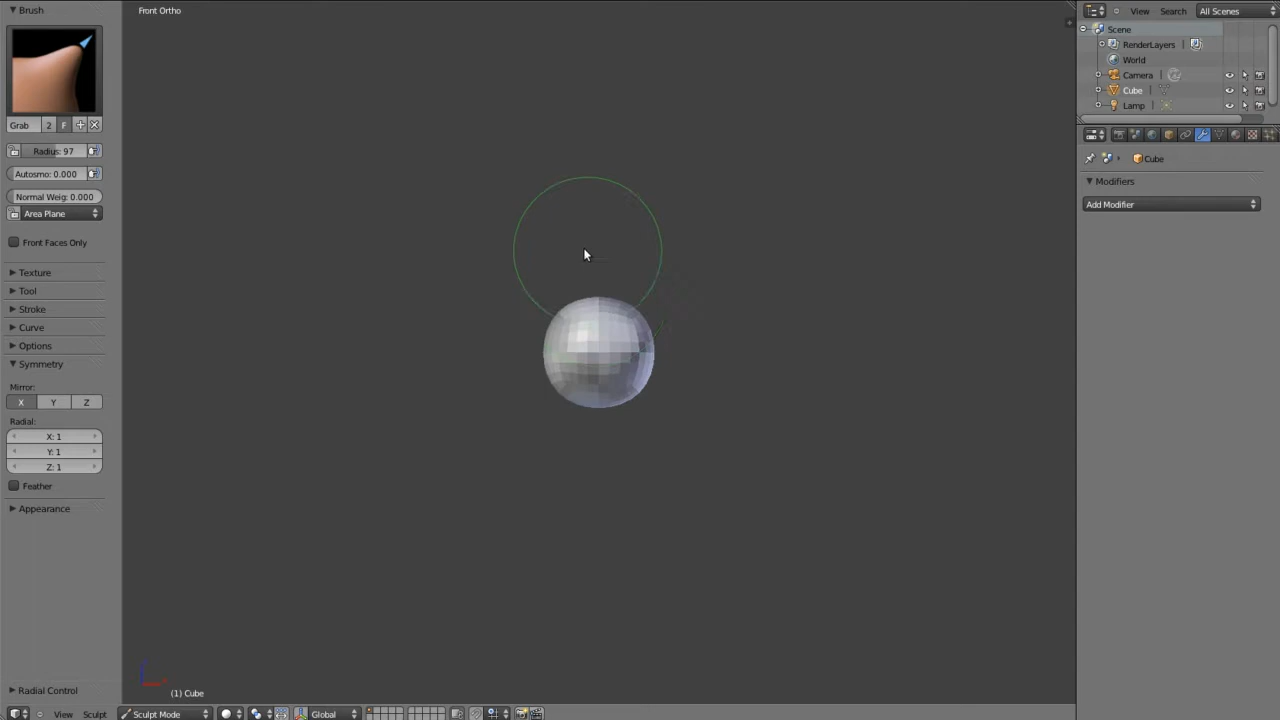 Brush
Grab 2 F
Radius: 97
Autosmo: 0.000
Normal Weig: 0.000
Area Plane
Front Faces Only
Texture
Tool
Stroke
Curve
Options
Symmetry
Mirror:
X Y Z
Radial:
X: 1
Y: 1
Z: 1
Feather
Appearance
Radial Control
Front Ortho
(1) Cube
View Sculpt Sculpt Mode Global
View Search All Scenes
Scene
RenderLayers
World
Camera
Cube
Lamp
Cube
Modifiers
Add Modifier